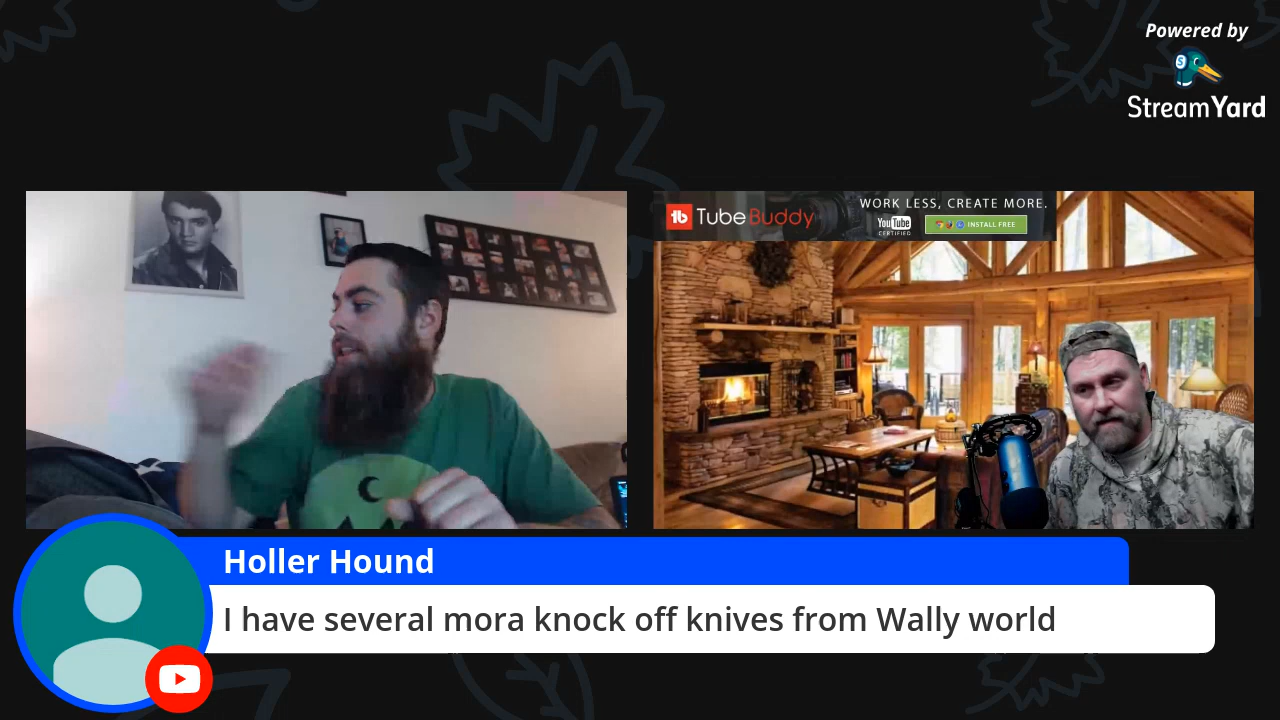 Powered by
StreamYard
TubeBuddy
WORK LESS, CREATE MORE.
YouTube
CERTIFIED
INSTALL FREE
Holler Hound
I have several mora knock off knives from Wally world